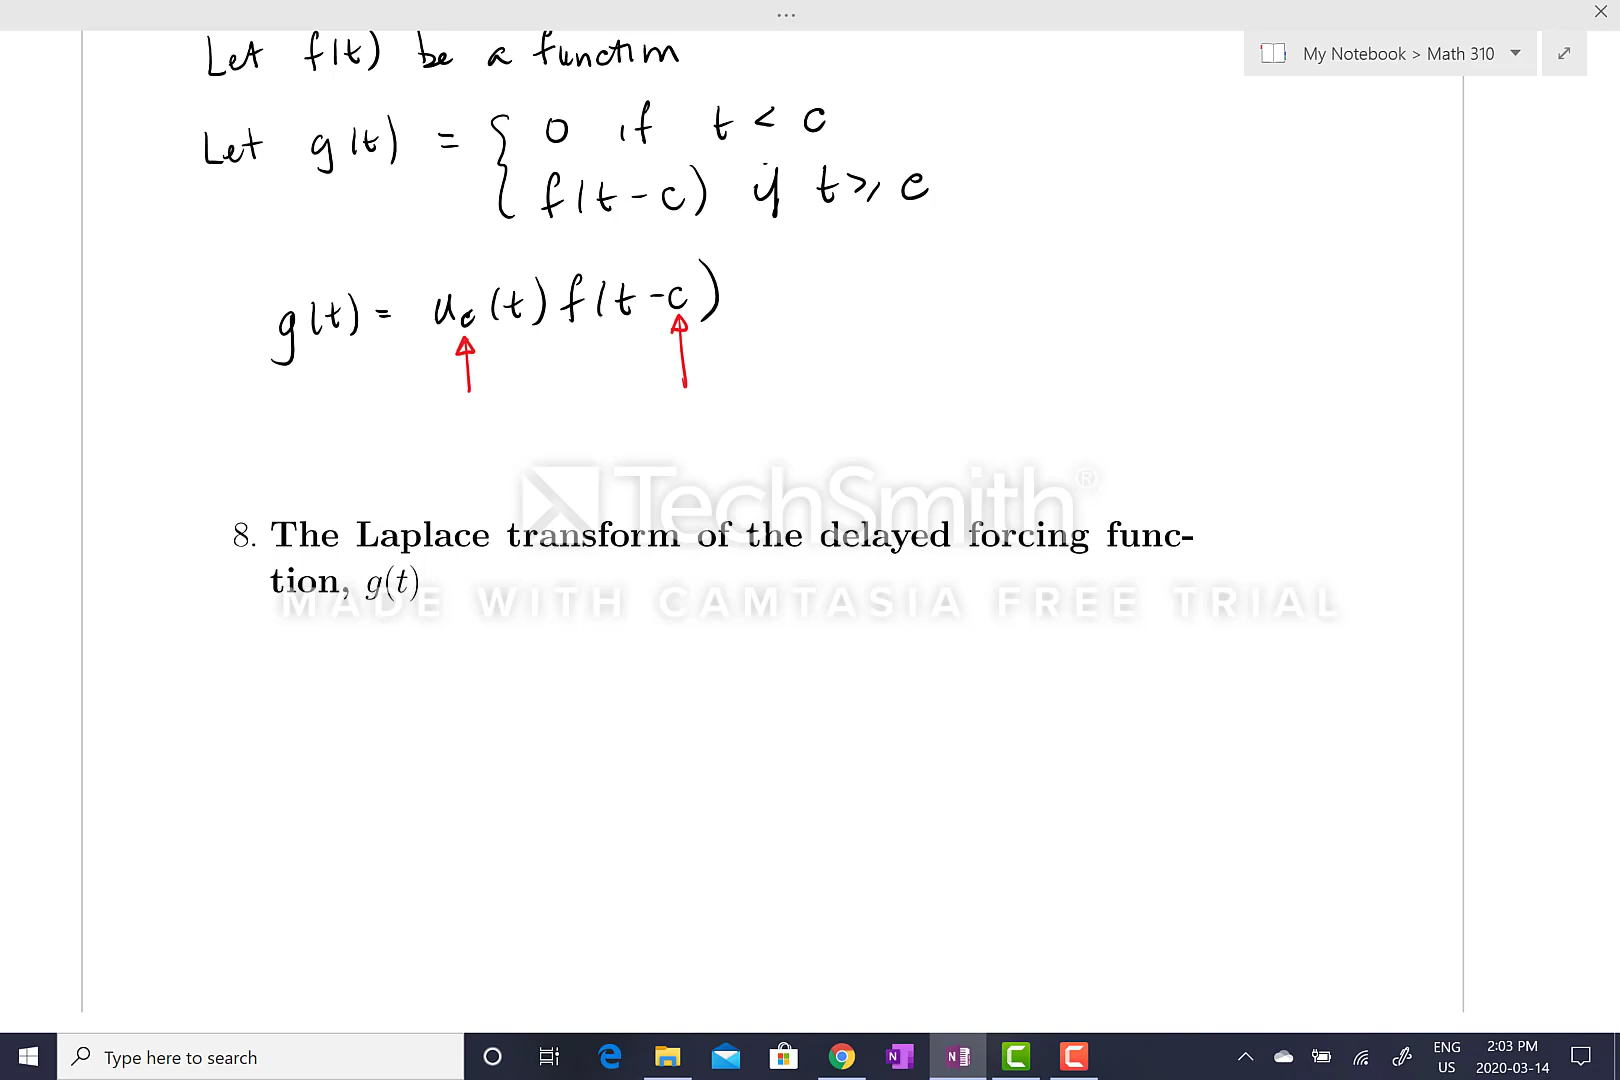 ...
My Notebook > Math 310
Let f(t) be a function
Let g(t) = { 0 if t < c
f(t-c) if t ≥ c
g(t) = u_c(t) f(t-c)
TechSmith®
8. The Laplace transform of the delayed forcing func-
tion, g(t)
MADE WITH CAMTASIA FREE TRIAL
Type here to search
ENG
US
2:03 PM
2020-03-14